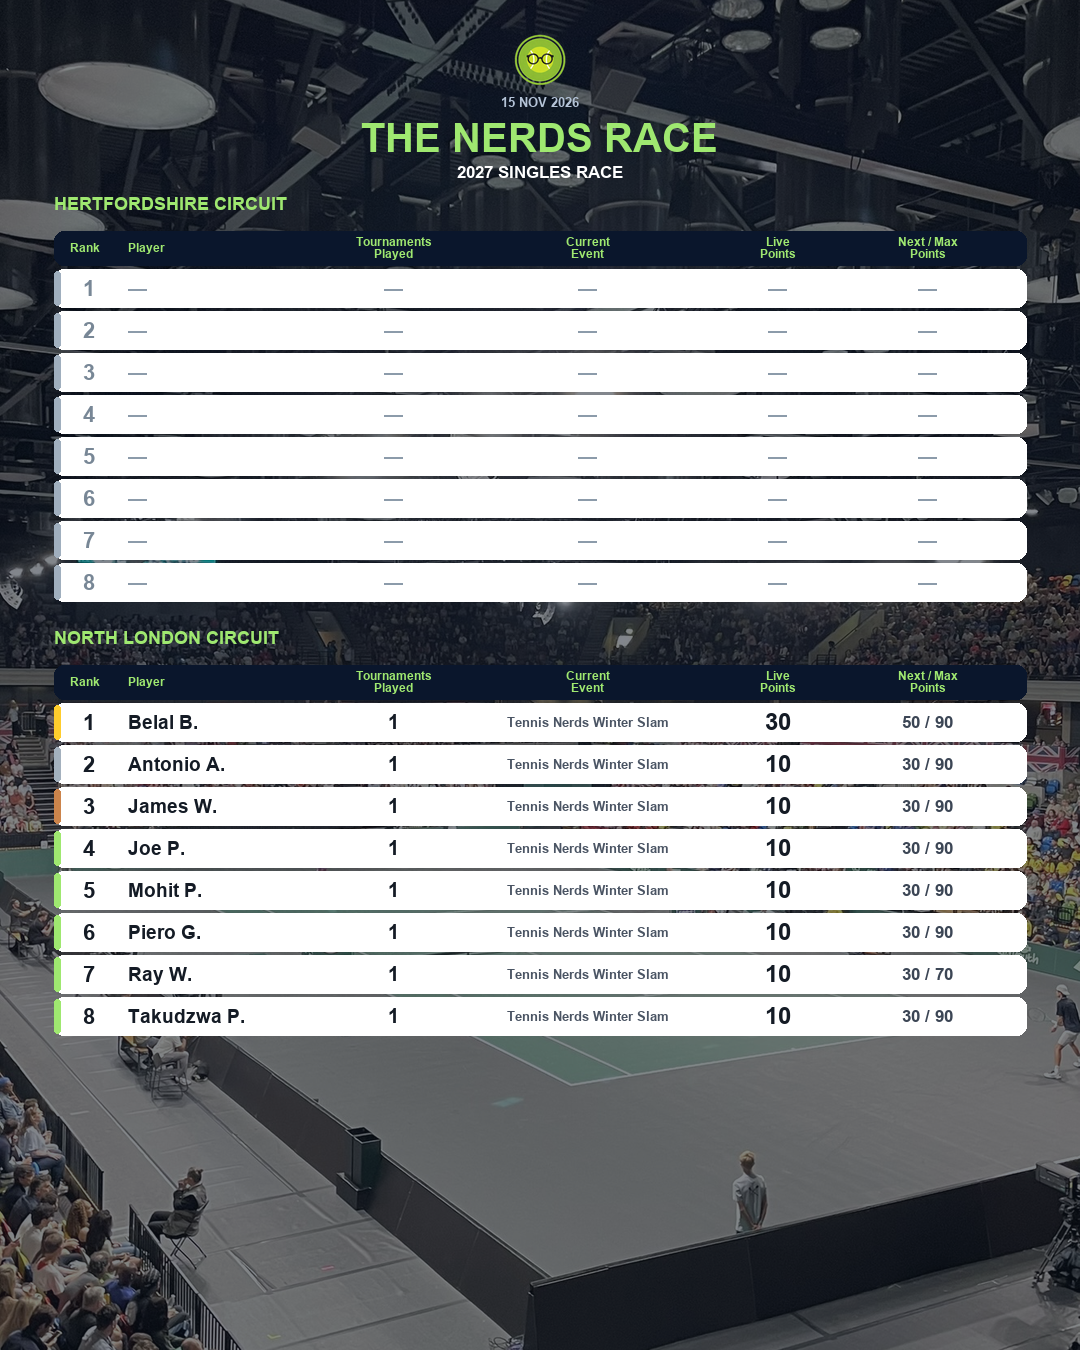 15 NOV 2026
THE NERDS RACE
2027 SINGLES RACE
HERTFORDSHIRE CIRCUIT
Rank Player Tournaments Played Current Event Live Points Next / Max Points
1 — — — — —
2 — — — — —
3 — — — — —
4 — — — — —
5 — — — — —
6 — — — — —
7 — — — — —
8 — — — — —
NORTH LONDON CIRCUIT
Rank Player Tournaments Played Current Event Live Points Next / Max Points
1 Belal B. 1 Tennis Nerds Winter Slam 30 50 / 90
2 Antonio A. 1 Tennis Nerds Winter Slam 10 30 / 90
3 James W. 1 Tennis Nerds Winter Slam 10 30 / 90
4 Joe P. 1 Tennis Nerds Winter Slam 10 30 / 90
5 Mohit P. 1 Tennis Nerds Winter Slam 10 30 / 90
6 Piero G. 1 Tennis Nerds Winter Slam 10 30 / 90
7 Ray W. 1 Tennis Nerds Winter Slam 10 30 / 70
8 Takudzwa P. 1 Tennis Nerds Winter Slam 10 30 / 90